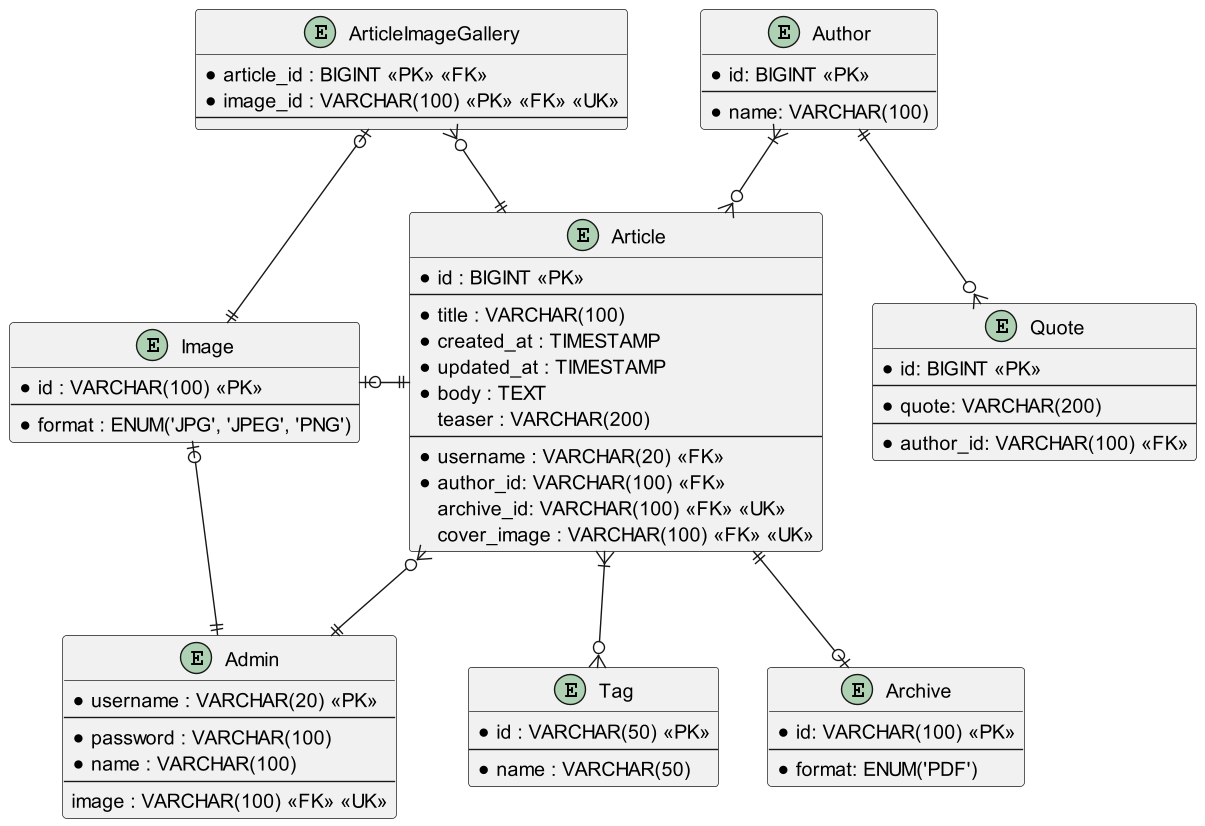 E ArticleImageGallery
* article_id : BIGINT «PK» «FK»
* image_id : VARCHAR(100) «PK» «FK» «UK»
E Author
* id: BIGINT «PK»
* name: VARCHAR(100)
E Article
* id : BIGINT «PK»
* title : VARCHAR(100)
* created_at : TIMESTAMP
* updated_at : TIMESTAMP
* body : TEXT
teaser : VARCHAR(200)
* username : VARCHAR(20) «FK»
* author_id: VARCHAR(100) «FK»
archive_id: VARCHAR(100) «FK» «UK»
cover_image : VARCHAR(100) «FK» «UK»
E Image
* id : VARCHAR(100) «PK»
* format : ENUM('JPG', 'JPEG', 'PNG')
E Quote
* id: BIGINT «PK»
* quote: VARCHAR(200)
* author_id: VARCHAR(100) «FK»
E Admin
* username : VARCHAR(20) «PK»
* password : VARCHAR(100)
* name : VARCHAR(100)
image : VARCHAR(100) «FK» «UK»
E Tag
* id : VARCHAR(50) «PK»
* name : VARCHAR(50)
E Archive
* id: VARCHAR(100) «PK»
* format: ENUM('PDF')